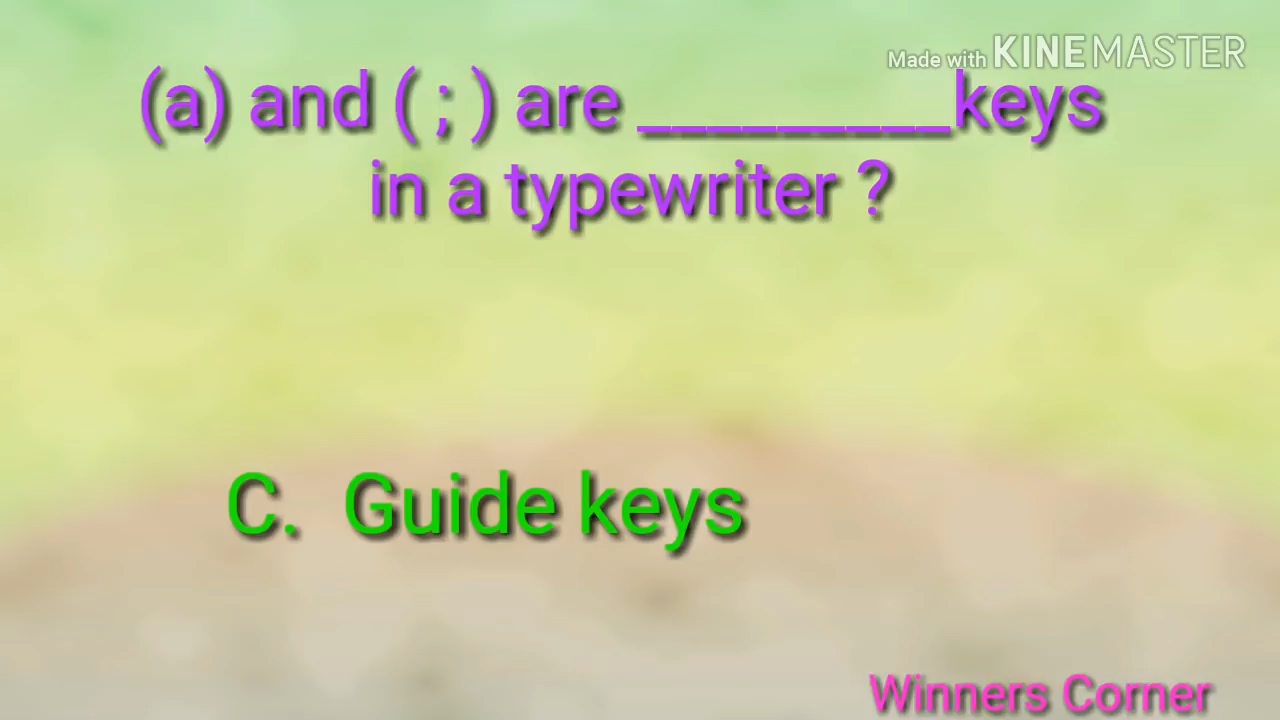 Made with KINEMASTER
(a) and ( ; ) are _________keys
in a typewriter ?
C. Guide keys
Winners Corner